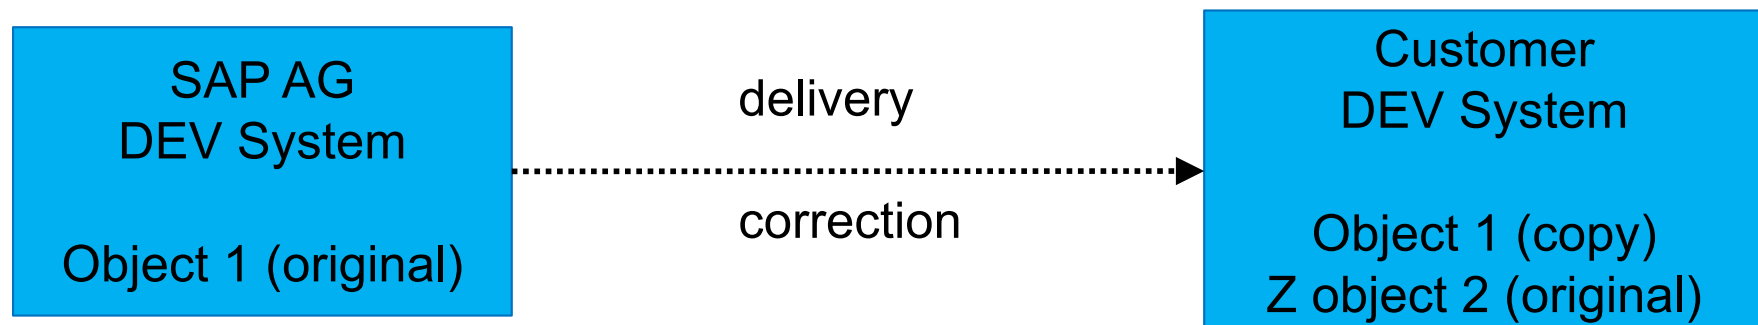 SAP AG
DEV System
Object 1 (original)
delivery
correction
Customer
DEV System
Object 1 (copy)
Z object 2 (original)